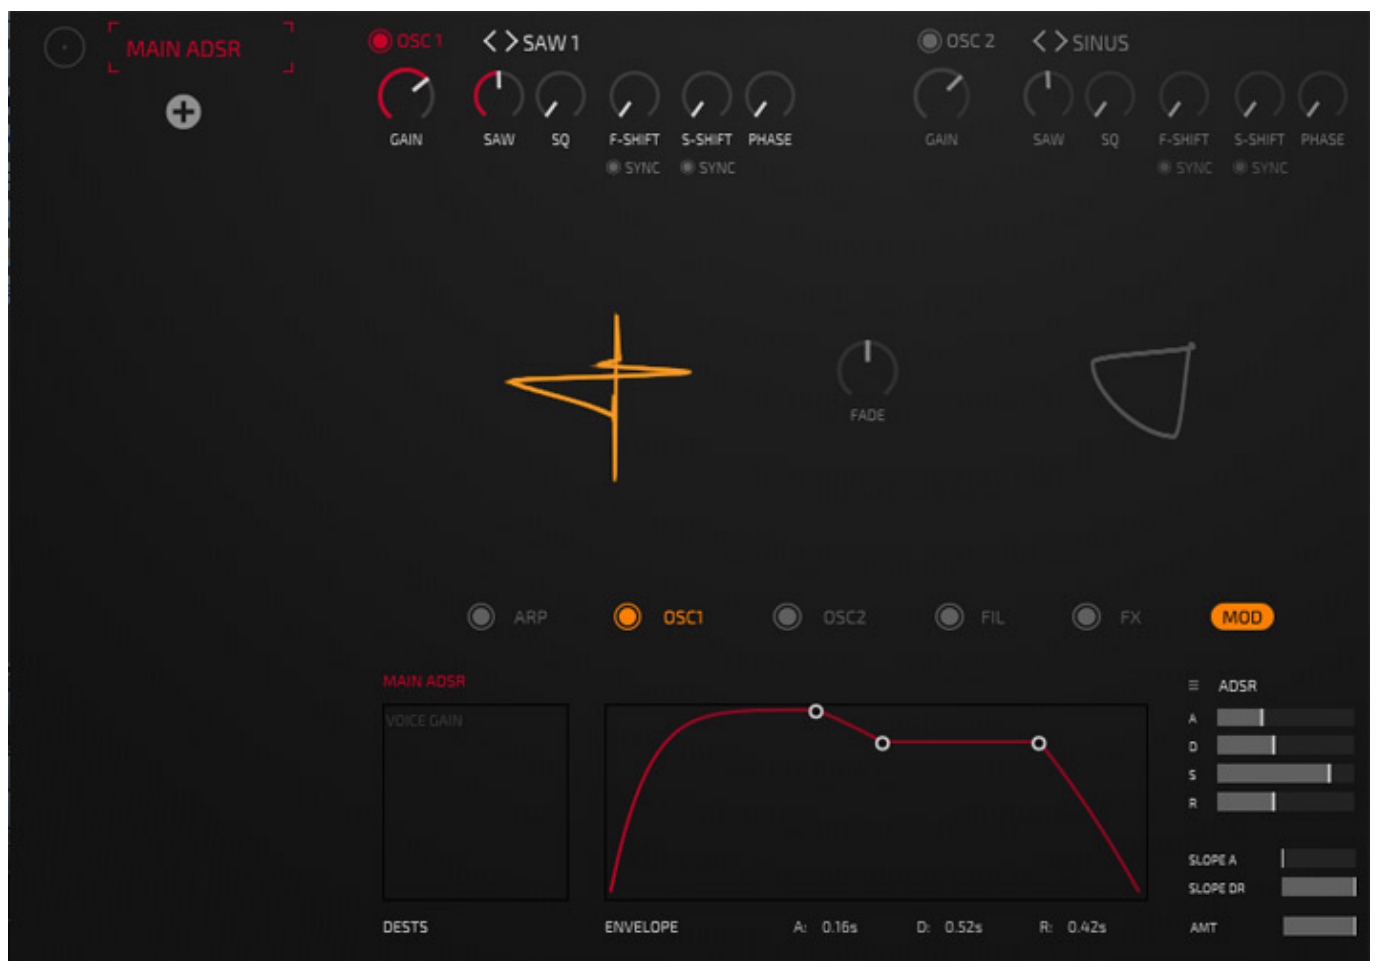 MAIN ADSR
OSC 1 < > SAW 1
GAIN SAW SQ F-SHIFT S-SHIFT PHASE
SYNC SYNC
OSC 2 < > SINUS
GAIN SAW SQ F-SHIFT S-SHIFT PHASE
SYNC SYNC
FADE
ARP OSC1 OSC2 FIL FX MOD
MAIN ADSR
VOICE GAIN
DESTS
ENVELOPE A: 0.16s D: 0.52s R: 0.42s
ADSR
A
D
S
R
SLOPE A
SLOPE DR
AMT